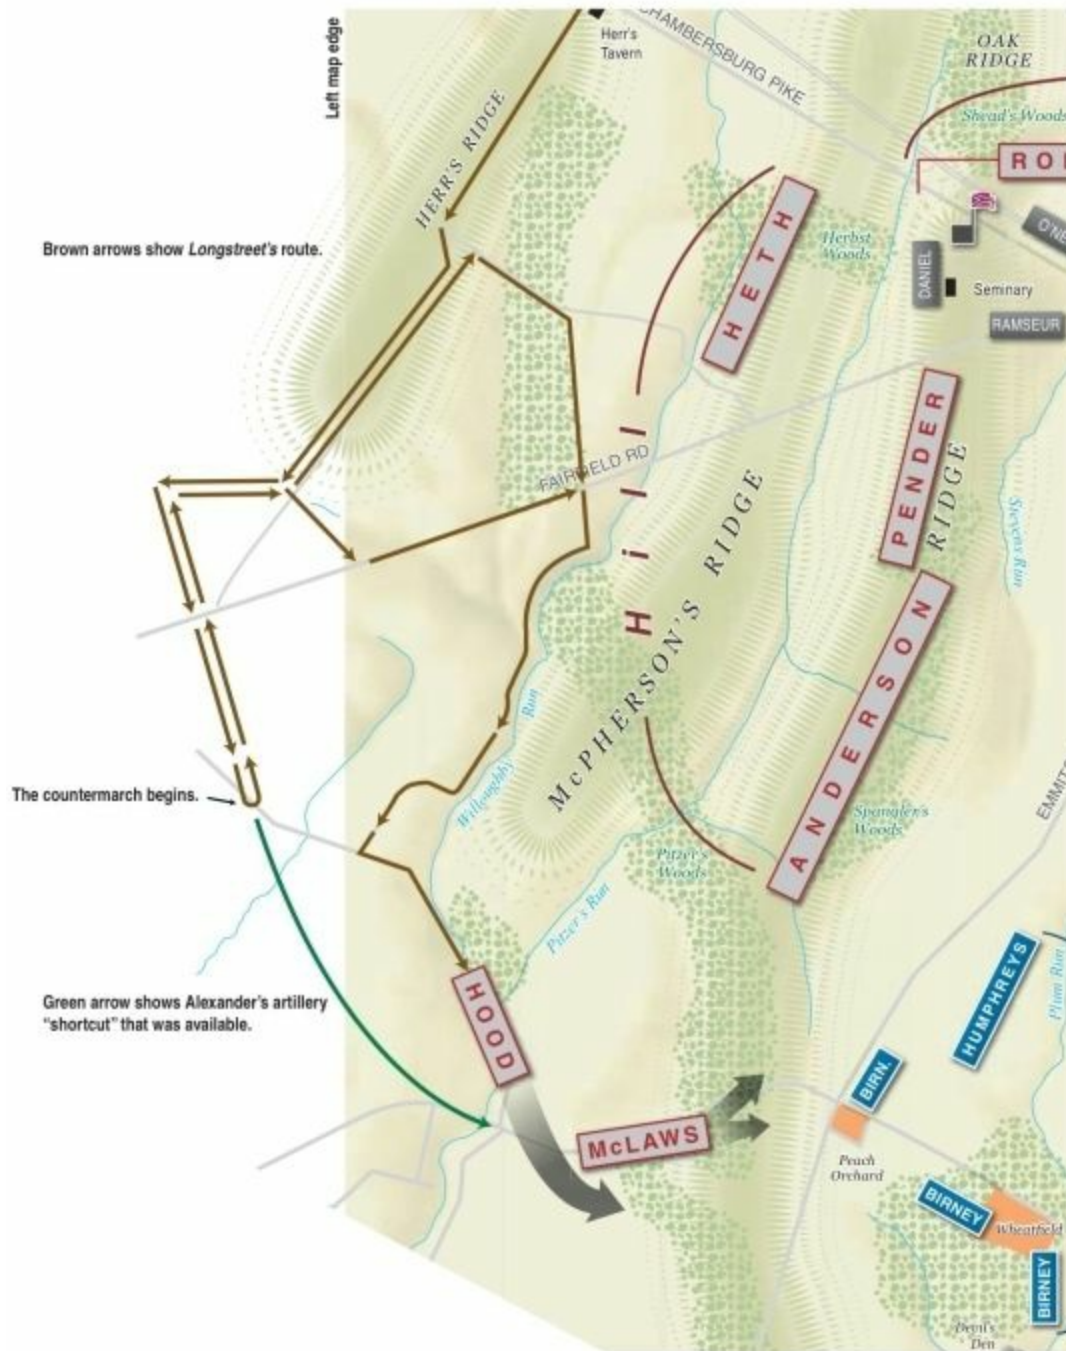 Left map edge
Herr's
Tavern
CHAMBERSBURG PIKE
OAK
RIDGE
Shead's Woods
HERR'S RIDGE
HETH
Herbst
Woods
DANIEL
Seminary
RAMSEUR
Brown arrows show Longstreet's route.
PENDER
RIDGE
FAIRFIELD RD
Hill
McPHERSON'S RIDGE
Stevens Run
ANDERSON
Willoughby Run
The countermarch begins.
Spangler's
Woods
Pitzer's
Woods
Pitzer's Run
HUMPHREYS
Plum Run
HOOD
Green arrow shows Alexander's artillery
“shortcut” that was available.
BIRN.
McLAWS
Peach
Orchard
BIRNEY
Wheatfield
BIRNEY
Devil's
Den